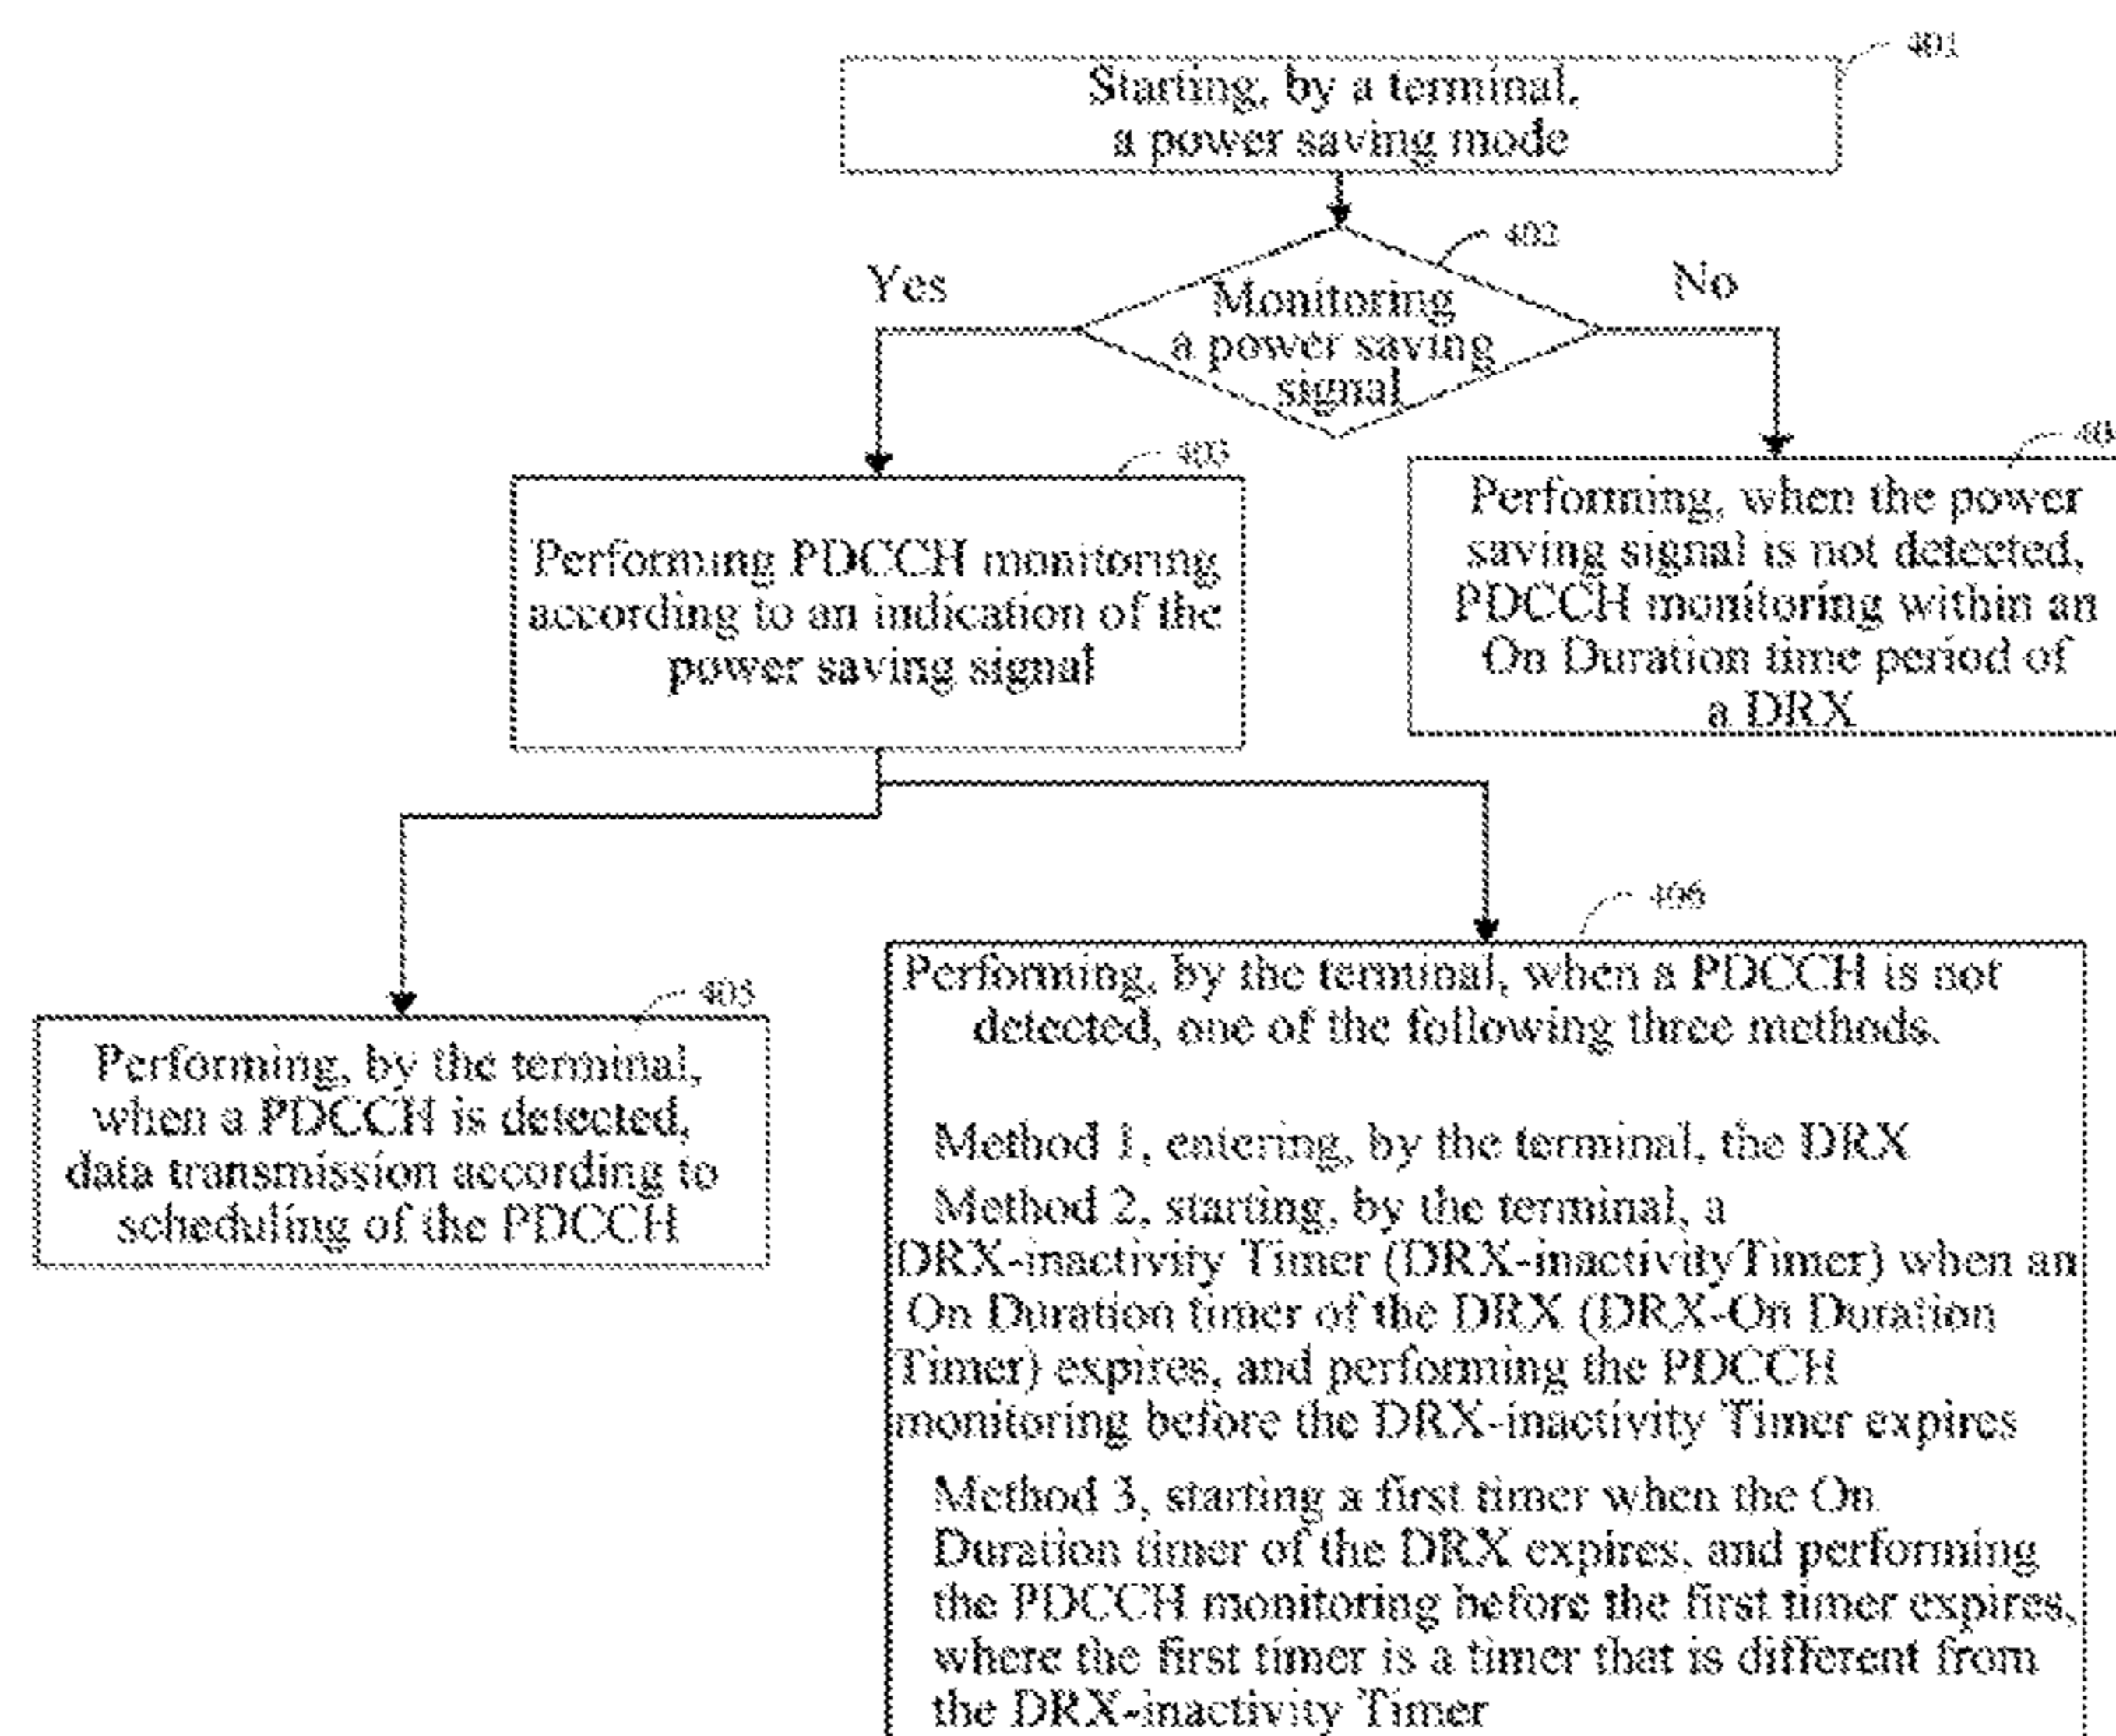 401
Starting, by a terminal,
a power saving mode
402
Yes
No
Monitoring
a power saving
signal
403
Performing PDCCH monitoring
according to an indication of the
power saving signal
Performing, when the power
saving signal is not detected,
PDCCH monitoring within an
On Duration time period of
a DRX
405
Performing, by the terminal,
when a PDCCH is detected,
data transmission according to
scheduling of the PDCCH
406
Performing, by the terminal, when a PDCCH is not
detected, one of the following three methods.
Method 1, entering, by the terminal, the DRX
Method 2, starting, by the terminal, a
DRX-inactivity Timer (DRX-inactivityTimer) when an
On Duration timer of the DRX (DRX-On Duration
Timer) expires, and performing the PDCCH
monitoring before the DRX-inactivity Timer expires
Method 3, starting a first timer when the On
Duration timer of the DRX expires, and performing
the PDCCH monitoring before the first timer expires,
where the first timer is a timer that is different from
the DRX-inactivity Timer